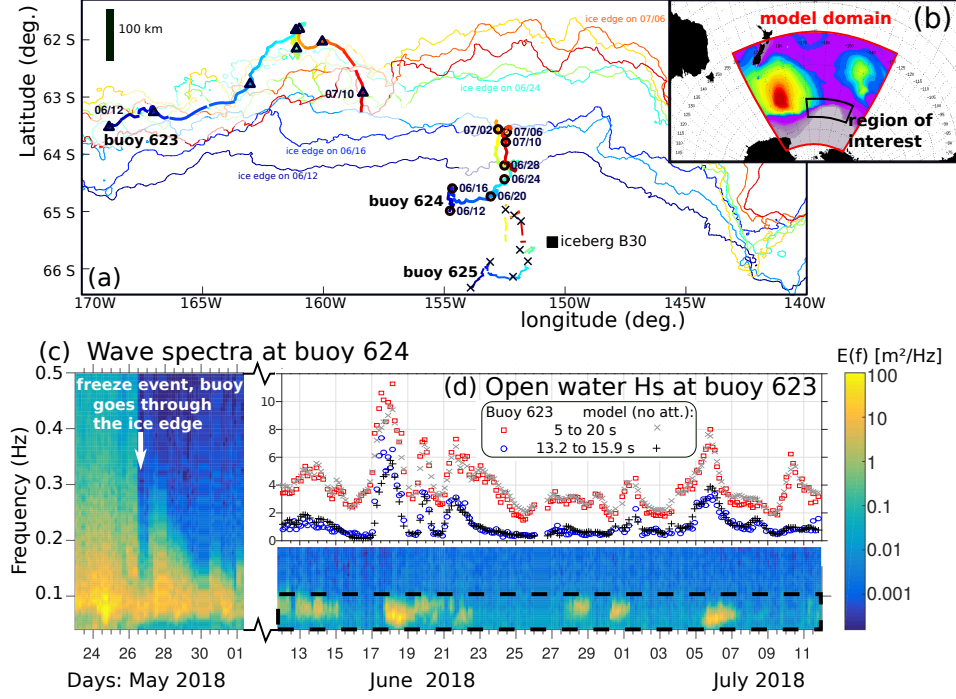 100 km
Latitude (deg.)
62 S
63 S
64 S
65 S
66 S
ice edge on 07/06
ice edge on 06/24
ice edge on 06/16
ice edge on 06/12
06/12
buoy 623
07/10
07/02
07/06
07/10
06/28
06/24
06/16
06/20
buoy 624
06/12
iceberg B30
buoy 625
(a)
170W 165W 160W 155W 150W 145W 140W
longitude (deg.)
model domain
(b)
region of
interest
(c) Wave spectra at buoy 624
Frequency (Hz)
0.5
0.4
0.3
0.2
0.1
freeze event, buoy
goes through
the ice edge
24 26 28 30 01
Days: May 2018
(d) Open water Hs at buoy 623
10
8
6
4
2
0
Buoy 623 model (no att.):
5 to 20 s
13.2 to 15.9 s
13 15 17 19 21 23 25 27 29 01 03 05 07 09 11
June 2018
July 2018
E(f) [m²/Hz]
100
10
1
0.1
0.01
0.001